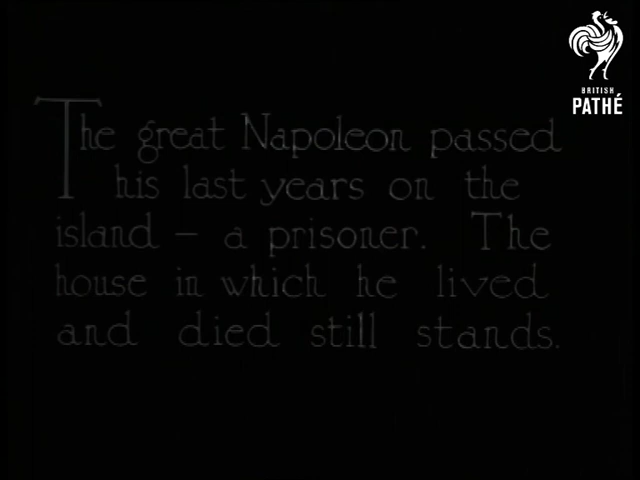 BRITISH
PATHÉ
The great Napoleon passed
his last years on the
island – a prisoner. The
house in which he lived
and died still stands.